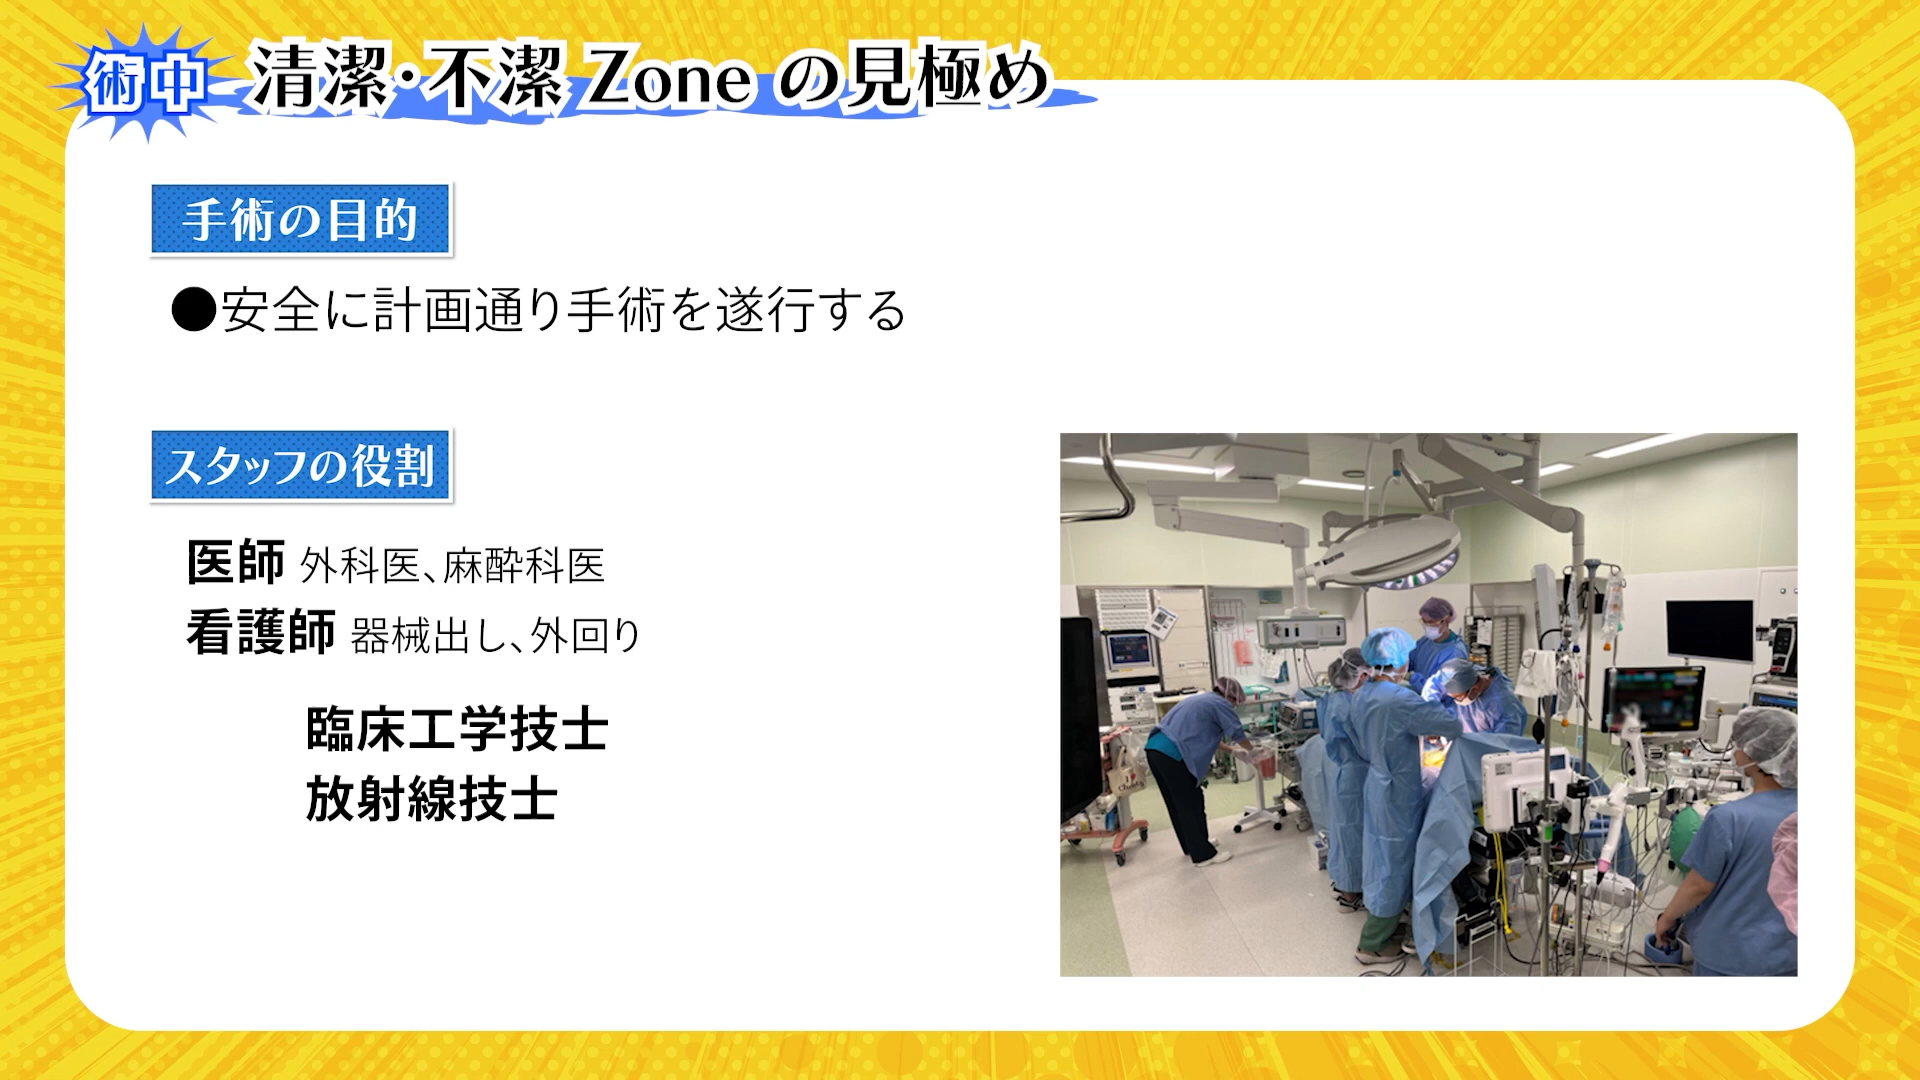 術中 清潔・不潔 Zone の見極め
手術の目的
●安全に計画通り手術を遂行する
スタッフの役割
医師 外科医、麻酔科医
看護師 器械出し、外回り
臨床工学技士
放射線技士